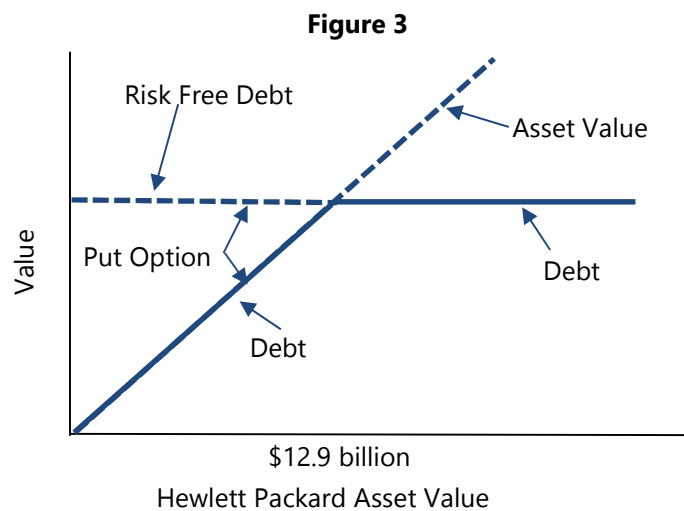 Figure 3
Risk Free Debt
Asset Value
Value
Put Option
Debt
Debt
$12.9 billion
Hewlett Packard Asset Value